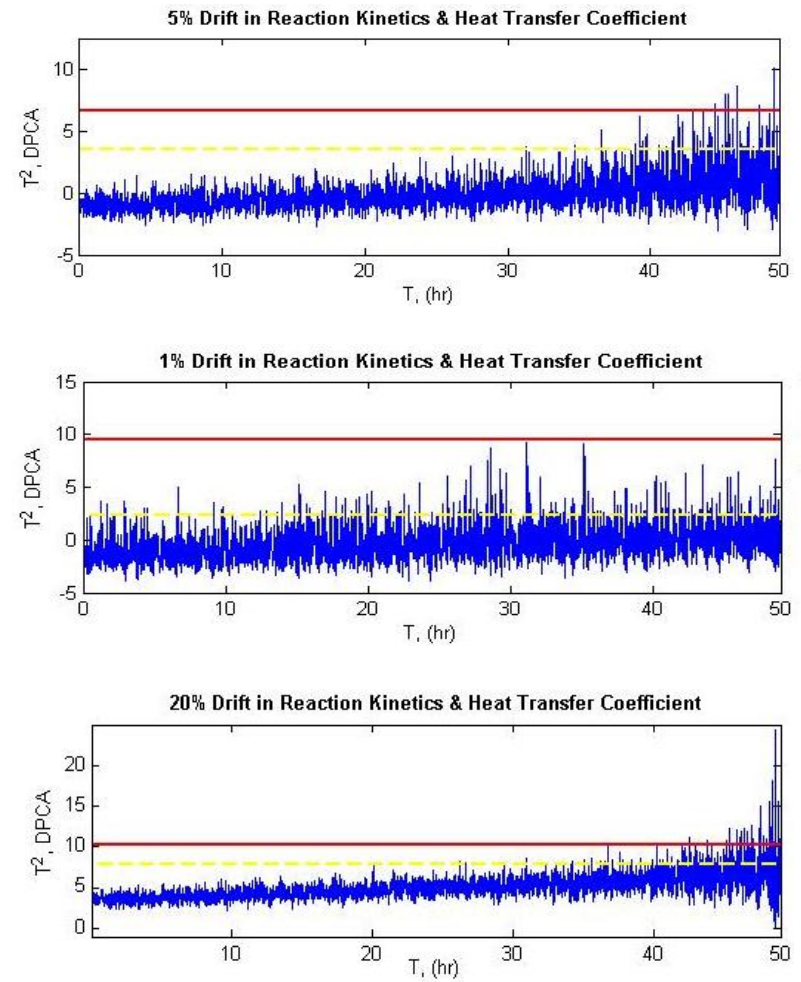 5% Drift in Reaction Kinetics & Heat Transfer Coefficient
10
5
0
-5
T², DPCA
0 10 20 30 40 50
T, (hr)
1% Drift in Reaction Kinetics & Heat Transfer Coefficient
15
10
5
0
-5
T², DPCA
0 10 20 30 40 50
T, (hr)
20% Drift in Reaction Kinetics & Heat Transfer Coefficient
20
15
10
5
0
T², DPCA
10 20 30 40 50
T, (hr)